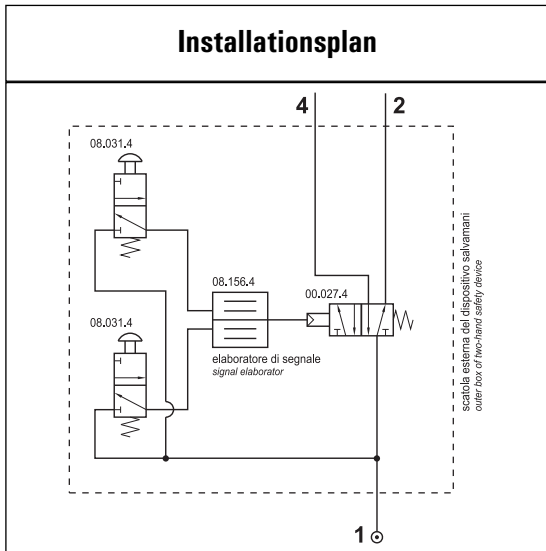 Installationsplan
4
2
08.031.4
08.156.4
00.027.4
08.031.4
elaboratore di segnale
signal elaborator
scatola esterna del dispositivo salvamani
outer box of two-hand safety device
1